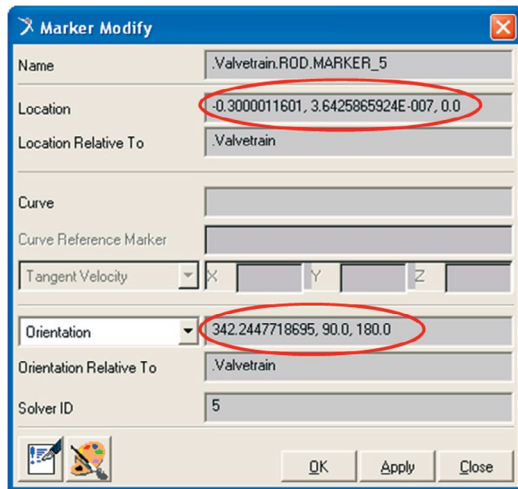 Marker Modify
Name .Valvetrain.ROD.MARKER_5
Location -0.3000011601, 3.6425865924E-007, 0.0
Location Relative To .Valvetrain
Curve
Curve Reference Marker
Tangent Velocity X Y Z
Orientation 342.2447718695, 90.0, 180.0
Orientation Relative To .Valvetrain
Solver ID 5
OK Apply Close